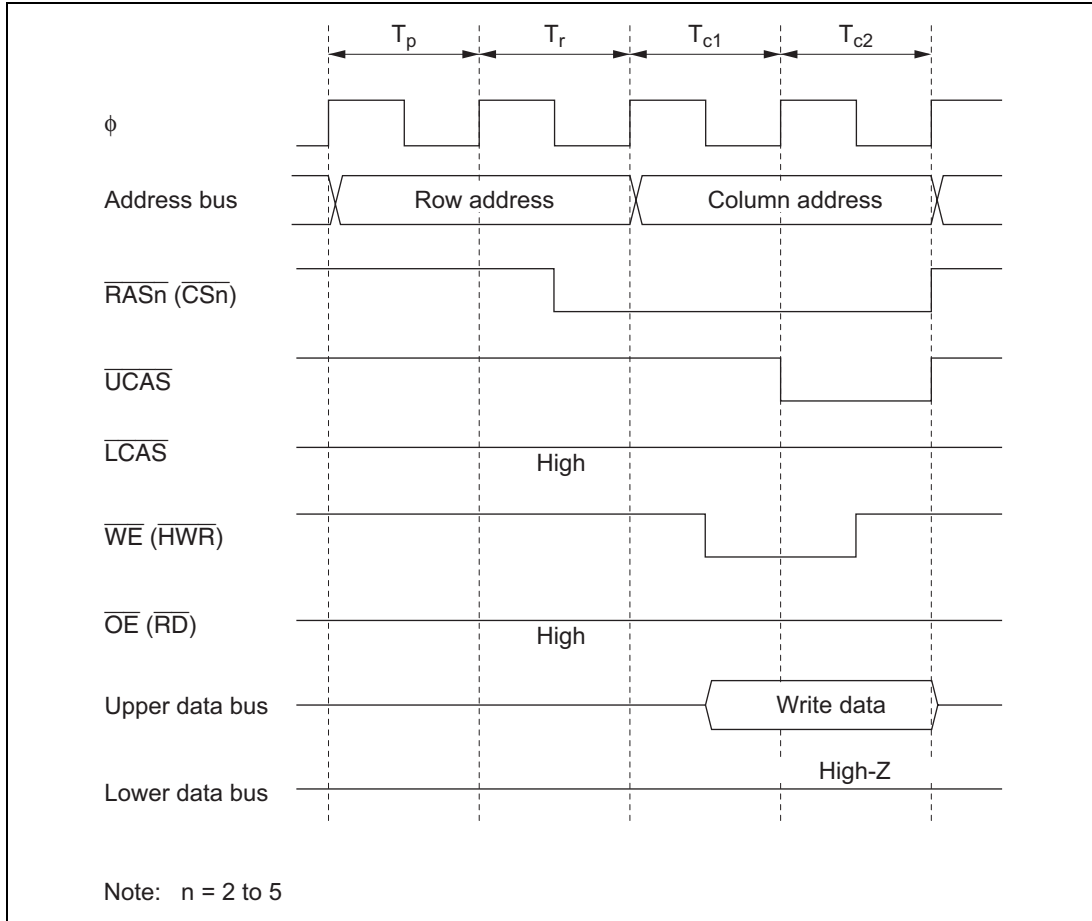 Tp Tr Tc1 Tc2
ϕ
Address bus Row address Column address
RASn (CSn)
UCAS
LCAS
High
WE (HWR)
OE (RD)
High
Upper data bus Write data
High-Z
Lower data bus
Note: n = 2 to 5